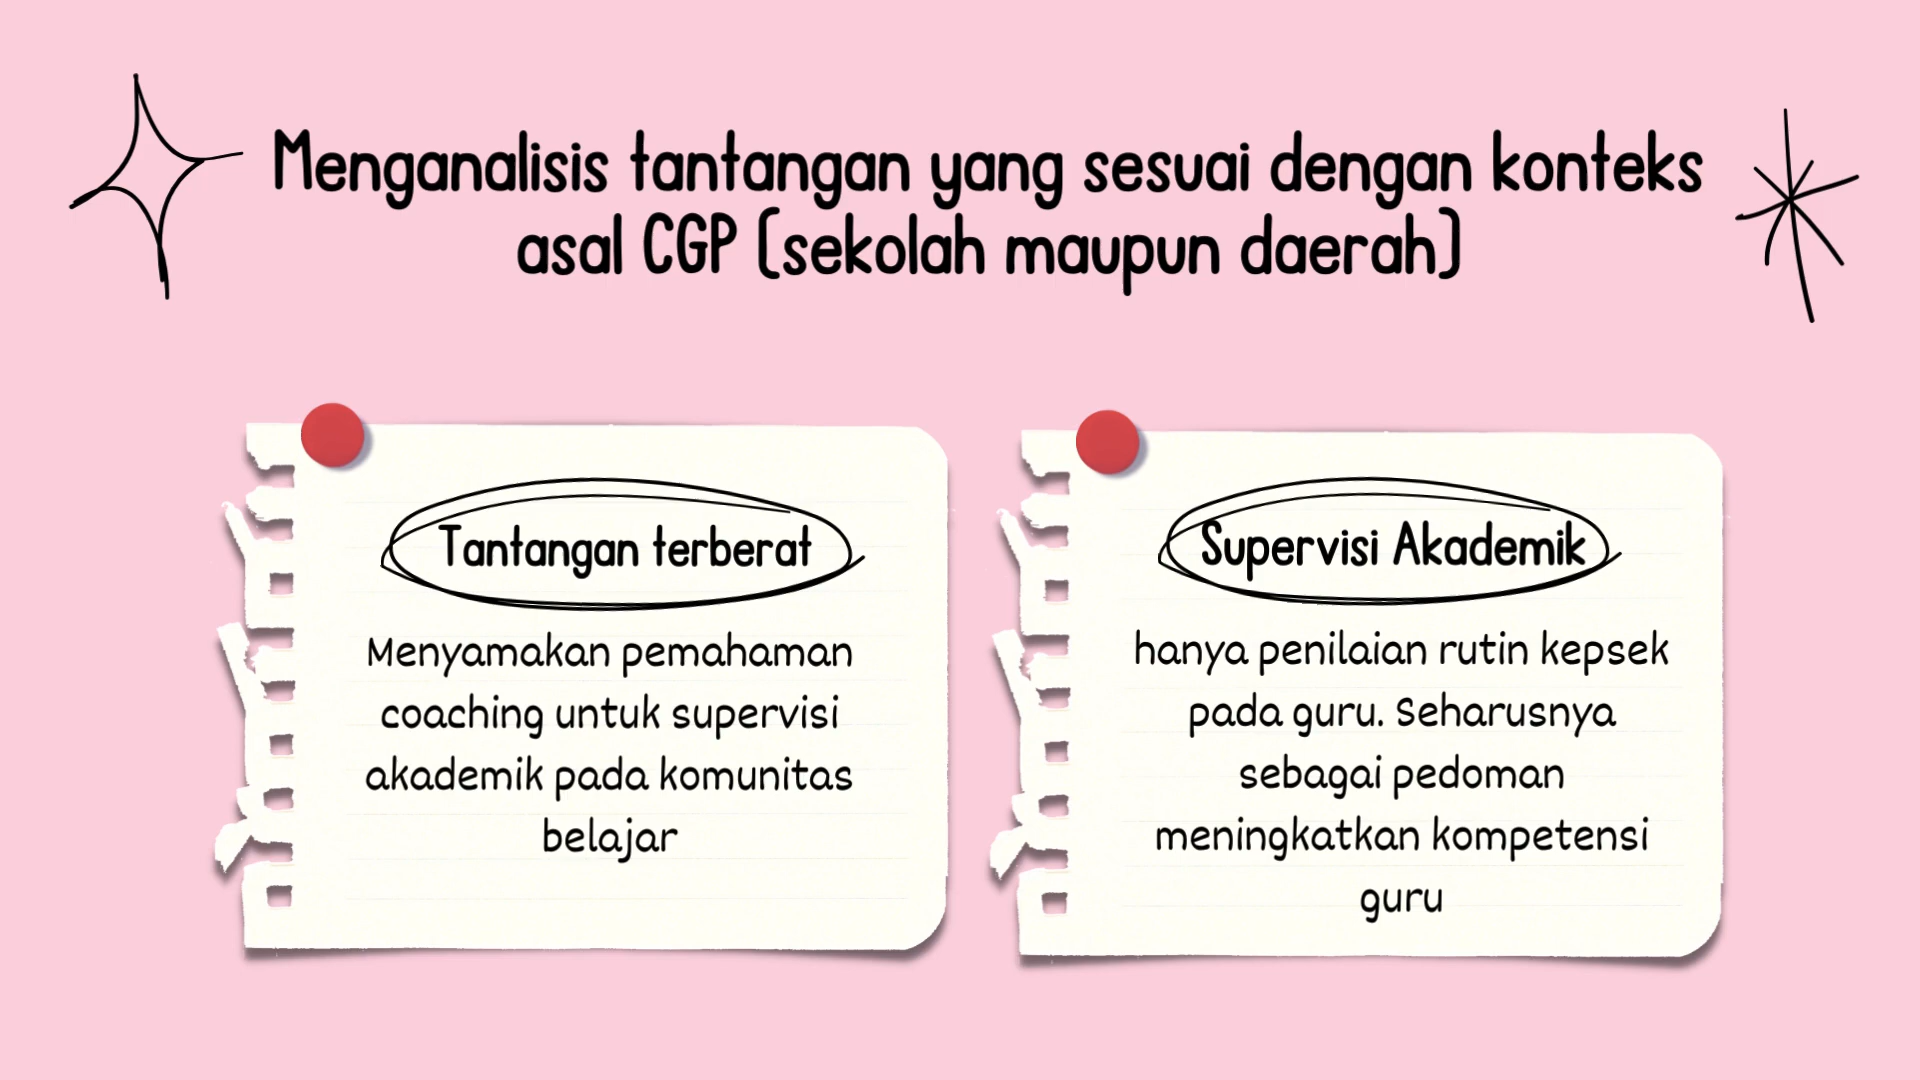 Menganalisis tantangan yang sesuai dengan konteks
asal CGP (sekolah maupun daerah)
Tantangan terberat
Menyamakan pemahaman
coaching untuk supervisi
akademik pada komunitas
belajar
Supervisi Akademik
hanya penilaian rutin kepsek
pada guru. Seharusnya
sebagai pedoman
meningkatkan kompetensi
guru